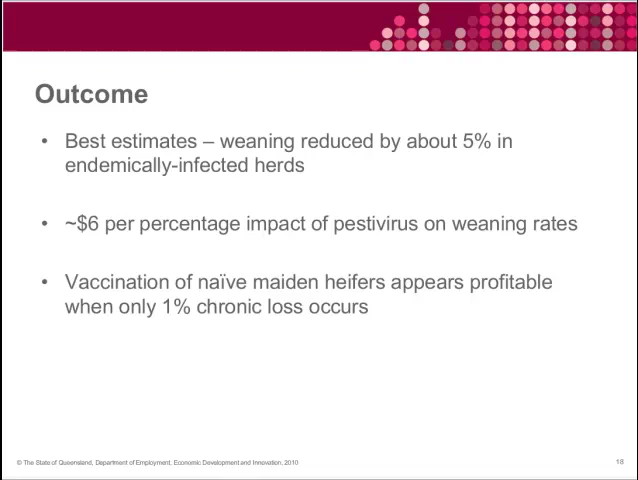 Outcome
• Best estimates – weaning reduced by about 5% in
endemically-infected herds
• ~$6 per percentage impact of pestivirus on weaning rates
• Vaccination of naïve maiden heifers appears profitable
when only 1% chronic loss occurs
© The State of Queensland, Department of Employment, Economic Development and Innovation, 2010
18